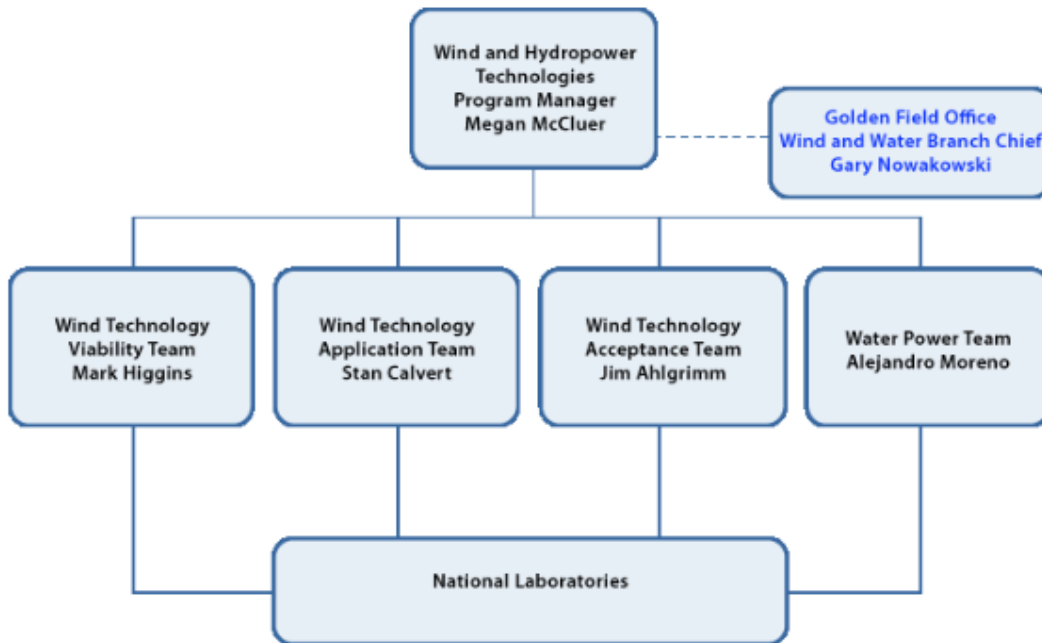 Wind and Hydropower
Technologies
Program Manager
Megan McCluer
Golden Field Office
Wind and Water Branch Chief
Gary Nowakowski
Wind Technology
Viability Team
Mark Higgins
Wind Technology
Application Team
Stan Calvert
Wind Technology
Acceptance Team
Jim Ahlgrimm
Water Power Team
Alejandro Moreno
National Laboratories